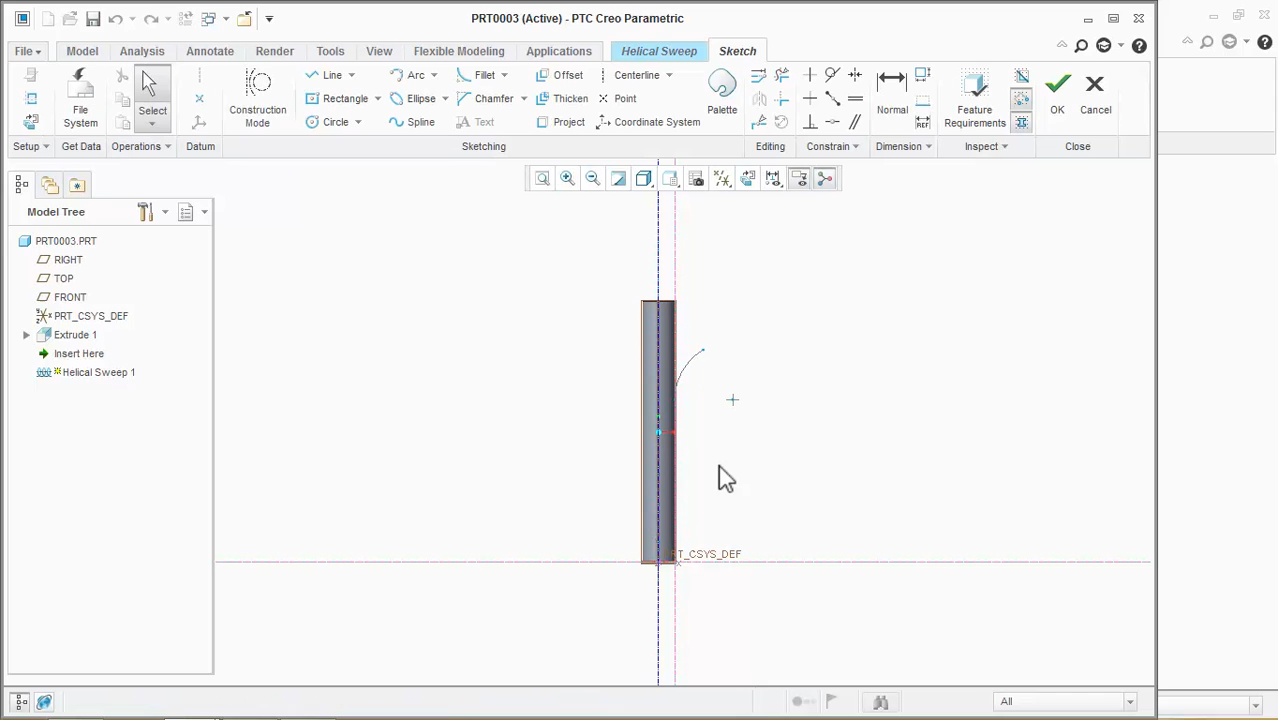 PRT0003 (Active) - PTC Creo Parametric
File Model Analysis Annotate Render Tools View Flexible Modeling Applications Helical Sweep Sketch
Line Arc Fillet Offset Centerline
Rectangle Ellipse Chamfer Thicken Point
Circle Spline Text Project Coordinate System
File System
Select
Construction Mode
Palette
Normal
Feature Requirements
OK Cancel
Setup Get Data Operations Datum Sketching Editing Constrain Dimension Inspect Close
Model Tree
PRT0003.PRT
RIGHT
TOP
FRONT
PRT_CSYS_DEF
Extrude 1
Insert Here
Helical Sweep 1
RT_CSYS_DEF
X
All